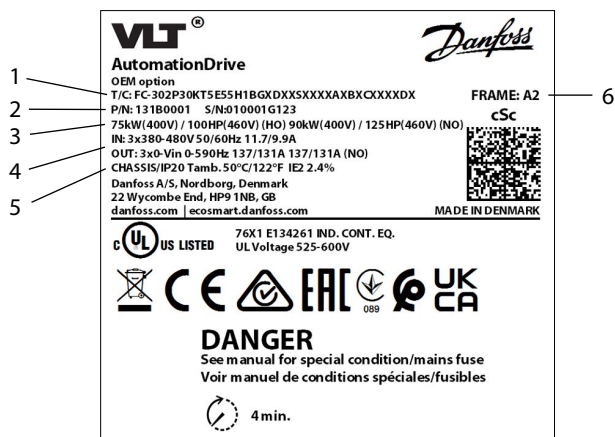 VLT ®
Danfoss
AutomationDrive
OEM option
1
T/C: FC-302P30KT5E55H1BGXDXXSXXXXAXBXCXXXXDX
FRAME: A2
6
2
P/N: 131B0001 S/N:010001G123
cSc
3
75kW(400V) / 100HP(460V) (HO) 90kW(400V) / 125HP(460V) (NO)
4
IN: 3x380-480V 50/60Hz 11.7/9.9A
OUT: 3x0-Vin 0-590Hz 137/131A 137/131A (NO)
5
CHASSIS/IP20 Tamb. 50°C/122°F IE2 2.4%
Danfoss A/S, Nordborg, Denmark
22 Wycombe End, HP9 1NB, GB
danfoss.com | ecosmart.danfoss.com
MADE IN DENMARK
C UL US LISTED
76X1 E134261 IND. CONT. EQ.
UL Voltage 525-600V
CE EAC 089 UK CA
DANGER
See manual for special condition/mains fuse
Voir manuel de conditions spéciales/fusibles
4 min.